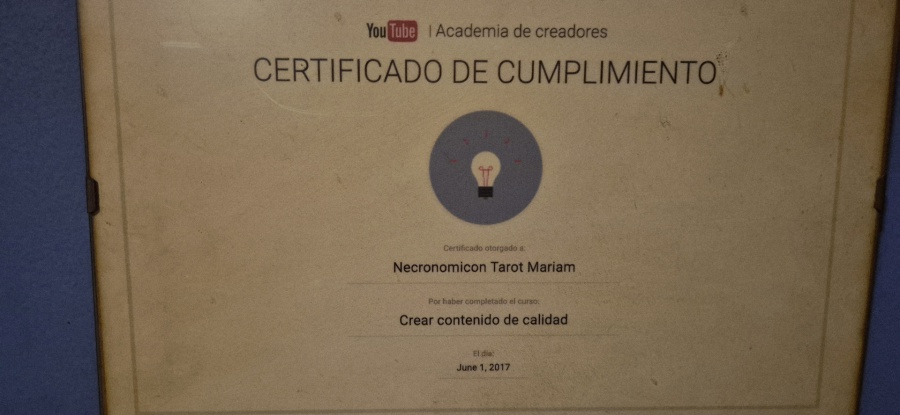 YouTube | Academia de creadores
CERTIFICADO DE CUMPLIMIENTO
Certificado otorgado a:
Necronomicon Tarot Mariam
Por haber completado el curso:
Crear contenido de calidad
El día:
June 1, 2017